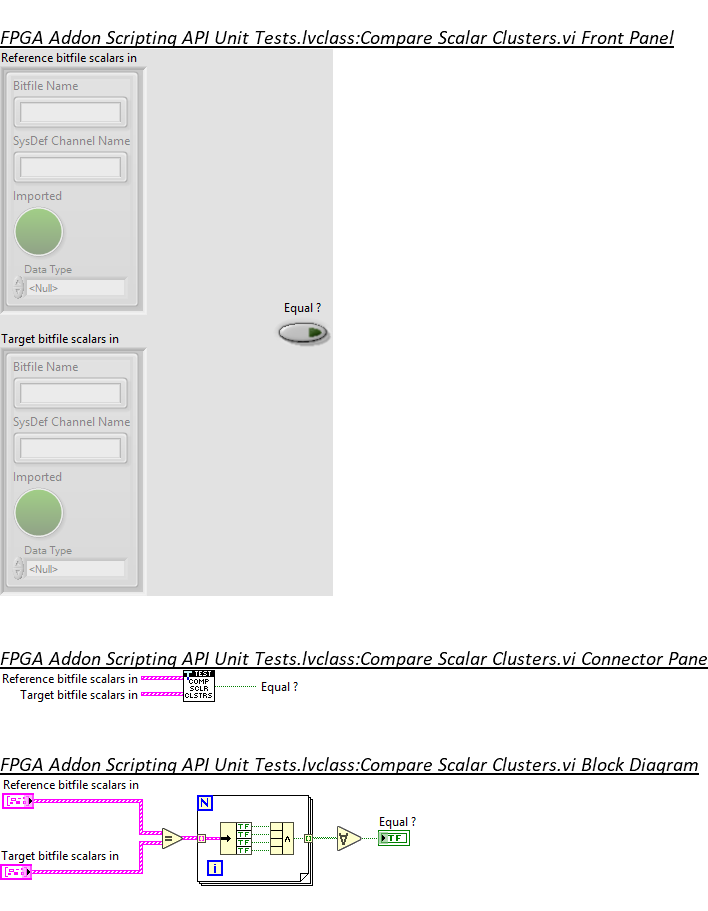 FPGA Addon Scripting API Unit Tests.lvclass:Compare Scalar Clusters.vi Front Panel
Reference bitfile scalars in
Bitfile Name
SysDef Channel Name
Imported
Data Type
<Null>
Equal ?
Target bitfile scalars in
Bitfile Name
SysDef Channel Name
Imported
Data Type
<Null>
FPGA Addon Scripting API Unit Tests.lvclass:Compare Scalar Clusters.vi Connector Pane
Reference bitfile scalars in
Target bitfile scalars in
TEST
COMP
SCLR
CLSTRS
Equal ?
FPGA Addon Scripting API Unit Tests.lvclass:Compare Scalar Clusters.vi Block Diagram
Reference bitfile scalars in
N
TF
TF
TF
TF
i
=
Equal ?
TF
Target bitfile scalars in